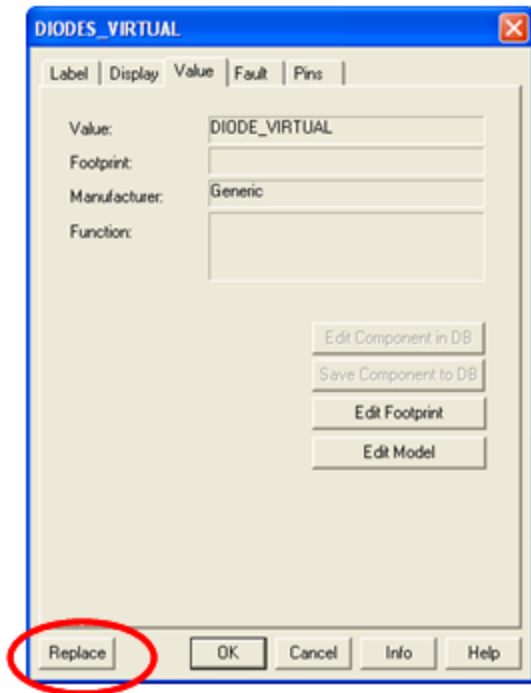 DIODES_VIRTUAL
Label Display Value Fault Pins
Value: DIODE_VIRTUAL
Footprint:
Manufacturer: Generic
Function:
Edit Component in DB
Save Component to DB
Edit Footprint
Edit Model
Replace OK Cancel Info Help